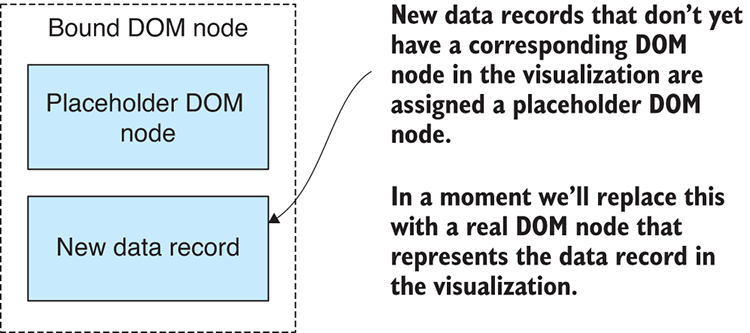 Bound DOM node
Placeholder DOM
node
New data record
New data records that don’t yet
have a corresponding DOM
node in the visualization are
assigned a placeholder DOM
node.
In a moment we’ll replace this
with a real DOM node that
represents the data record in
the visualization.